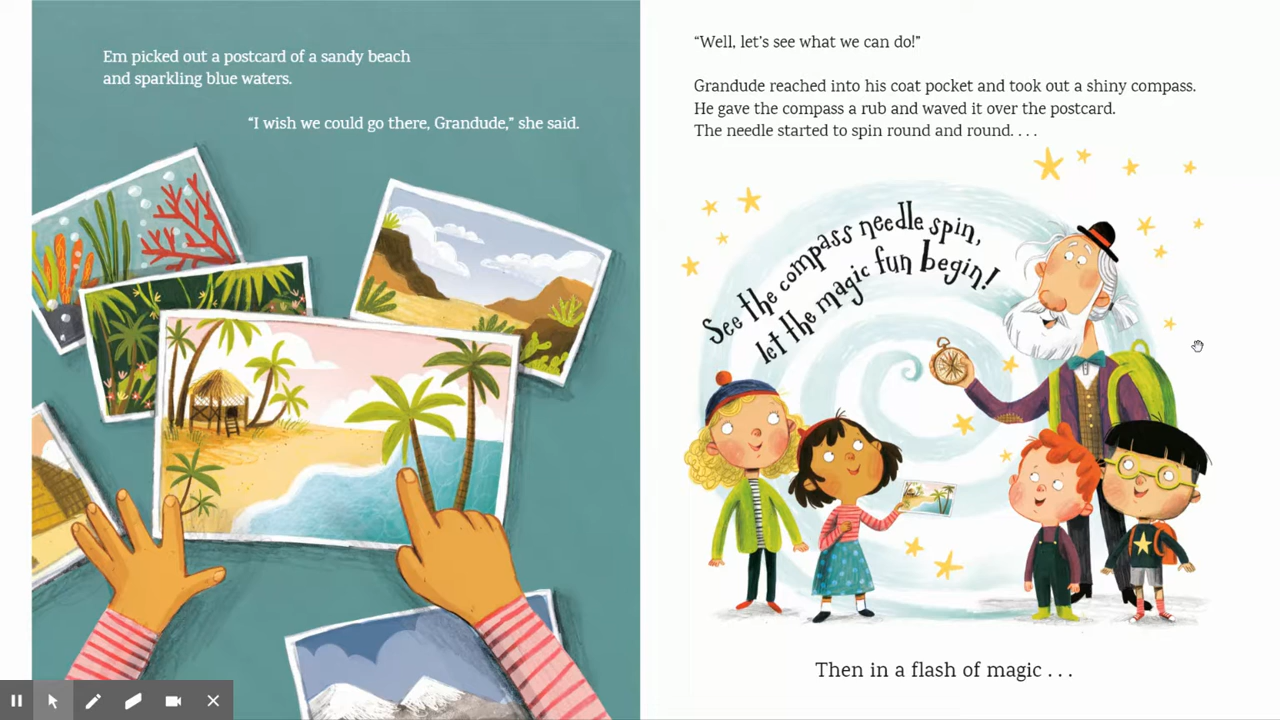 Em picked out a postcard of a sandy beach
and sparkling blue waters.
“I wish we could go there, Grandude,” she said.
“Well, let’s see what we can do!”
Grandude reached into his coat pocket and took out a shiny compass.
He gave the compass a rub and waved it over the postcard.
The needle started to spin round and round. . . .
See the compass needle spin,
let the magic fun begin!
Then in a flash of magic . . .